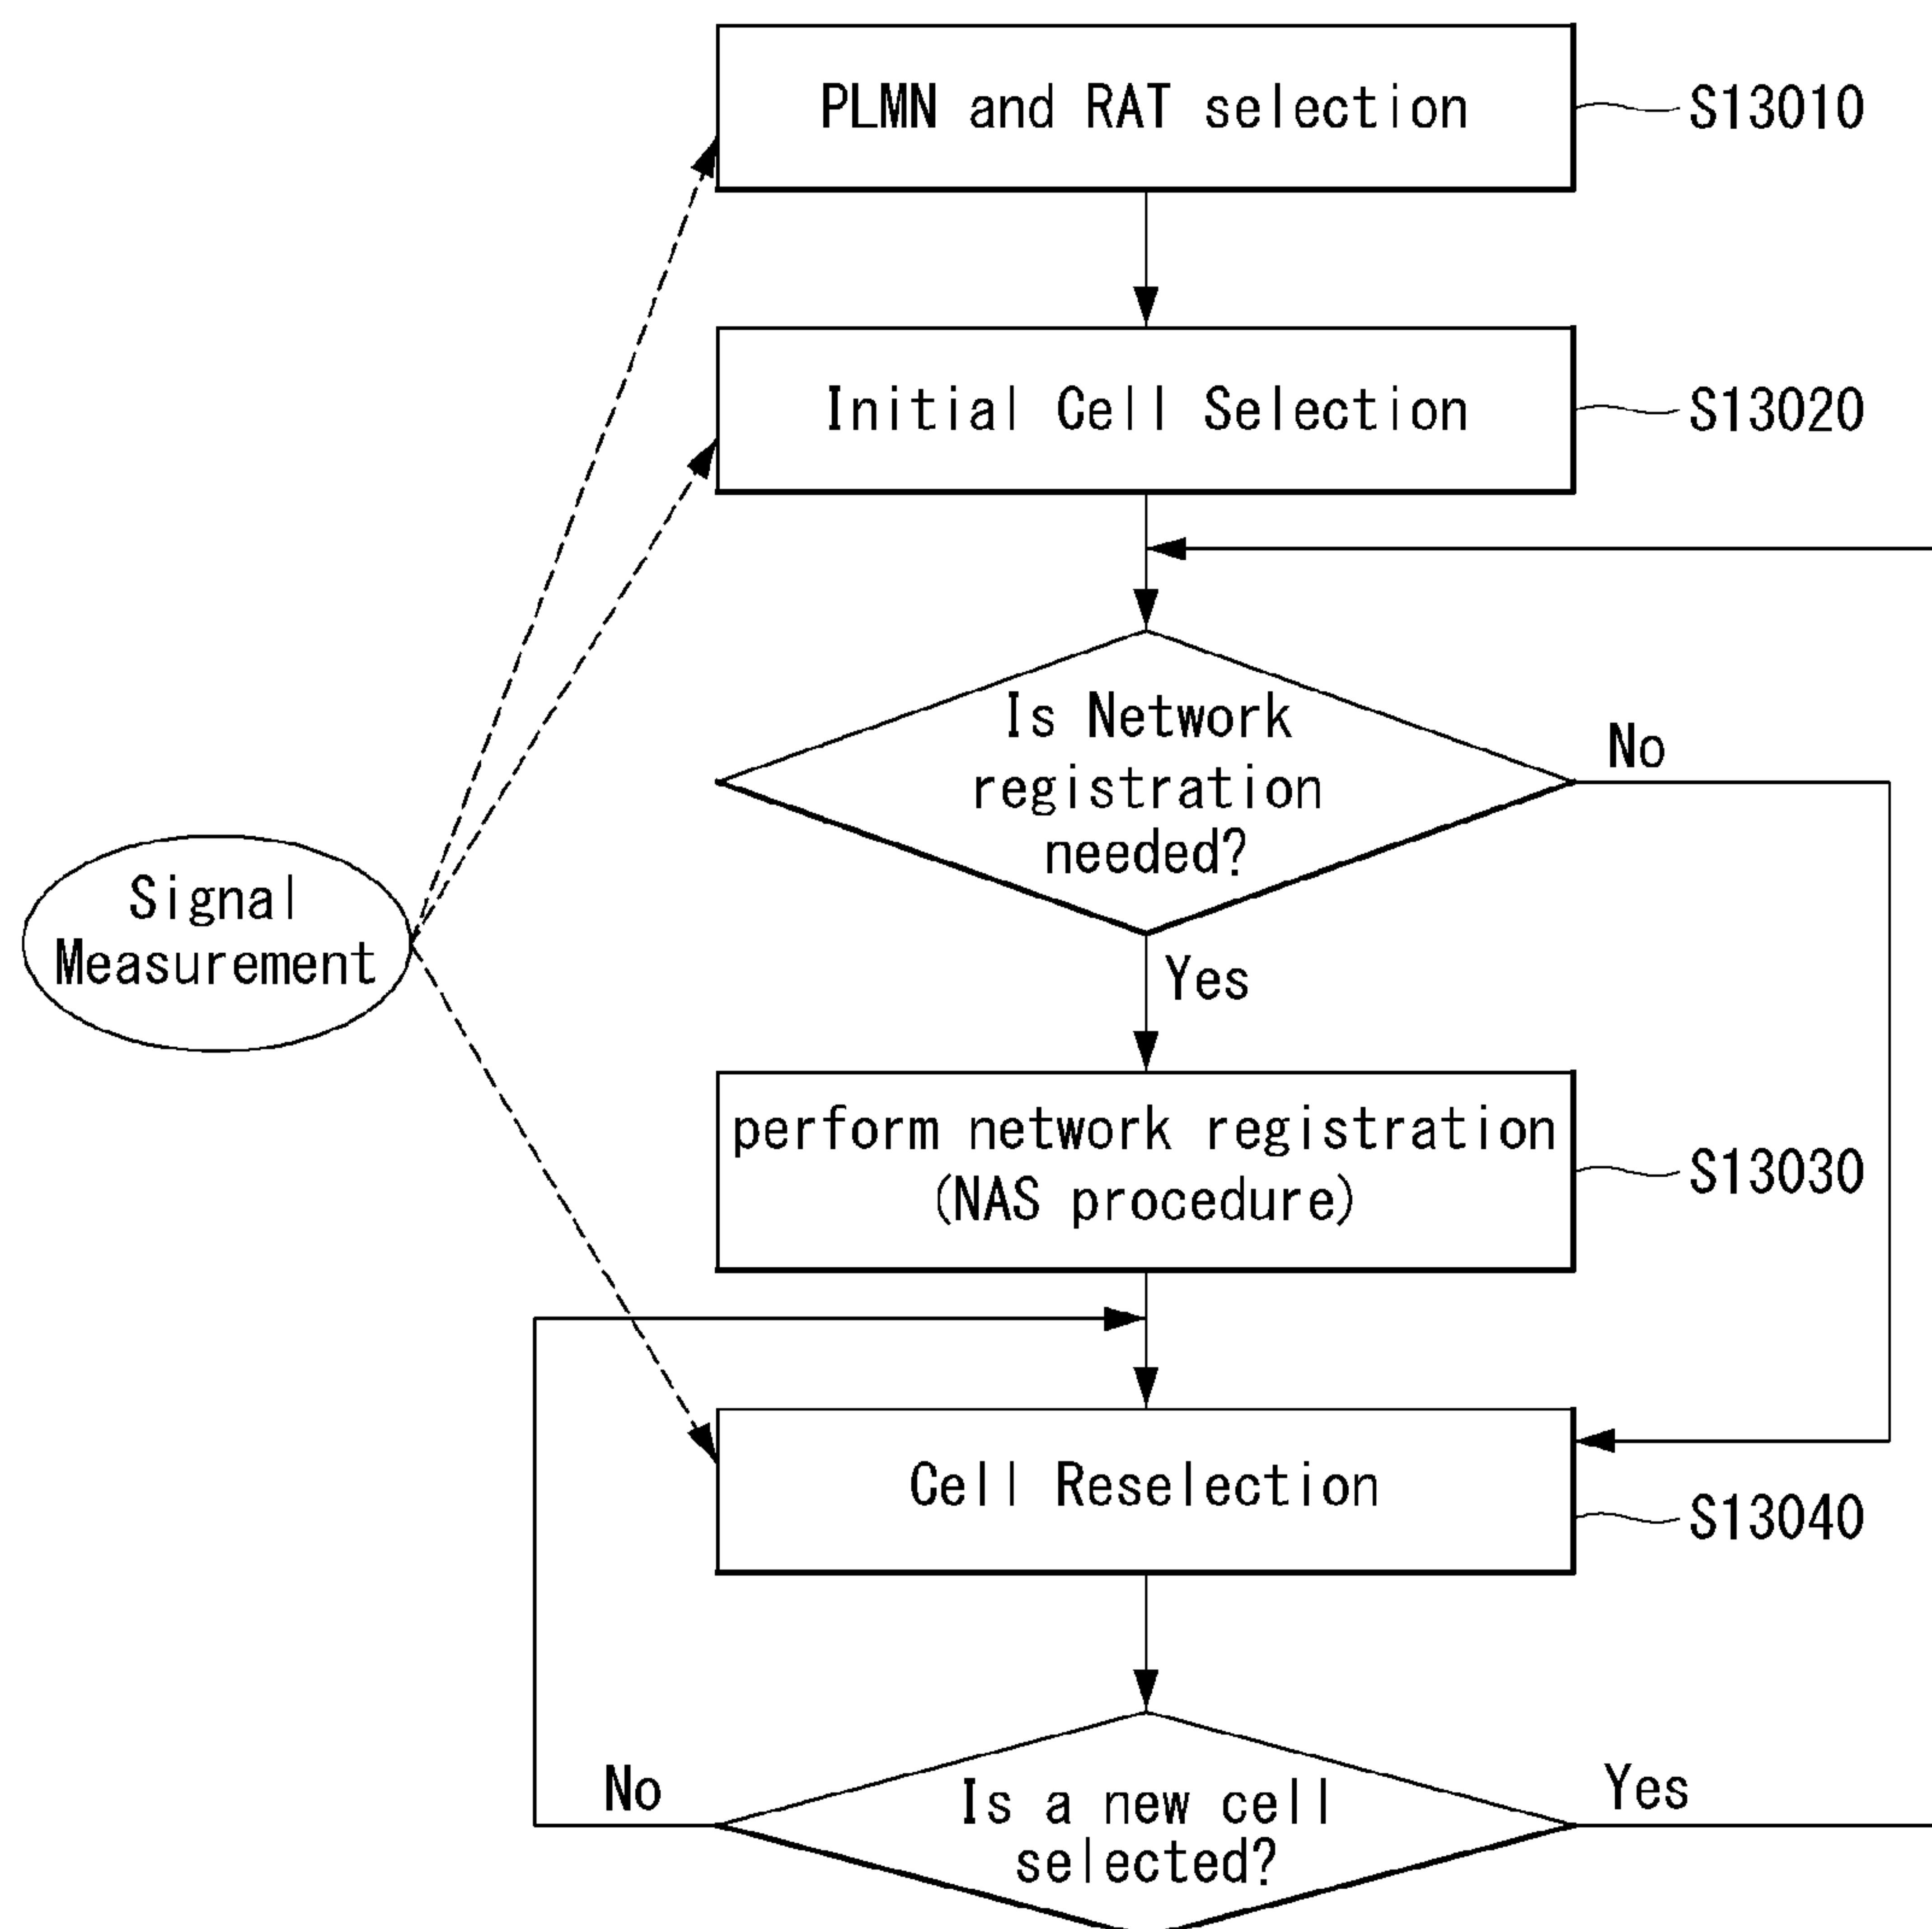 PLMN and RAT selection
S13010
Initial Cell Selection
S13020
Is Network
registration
needed?
No
Yes
Signal
Measurement
perform network registration
(NAS procedure)
S13030
Cell Reselection
S13040
No
Is a new cell
selected?
Yes